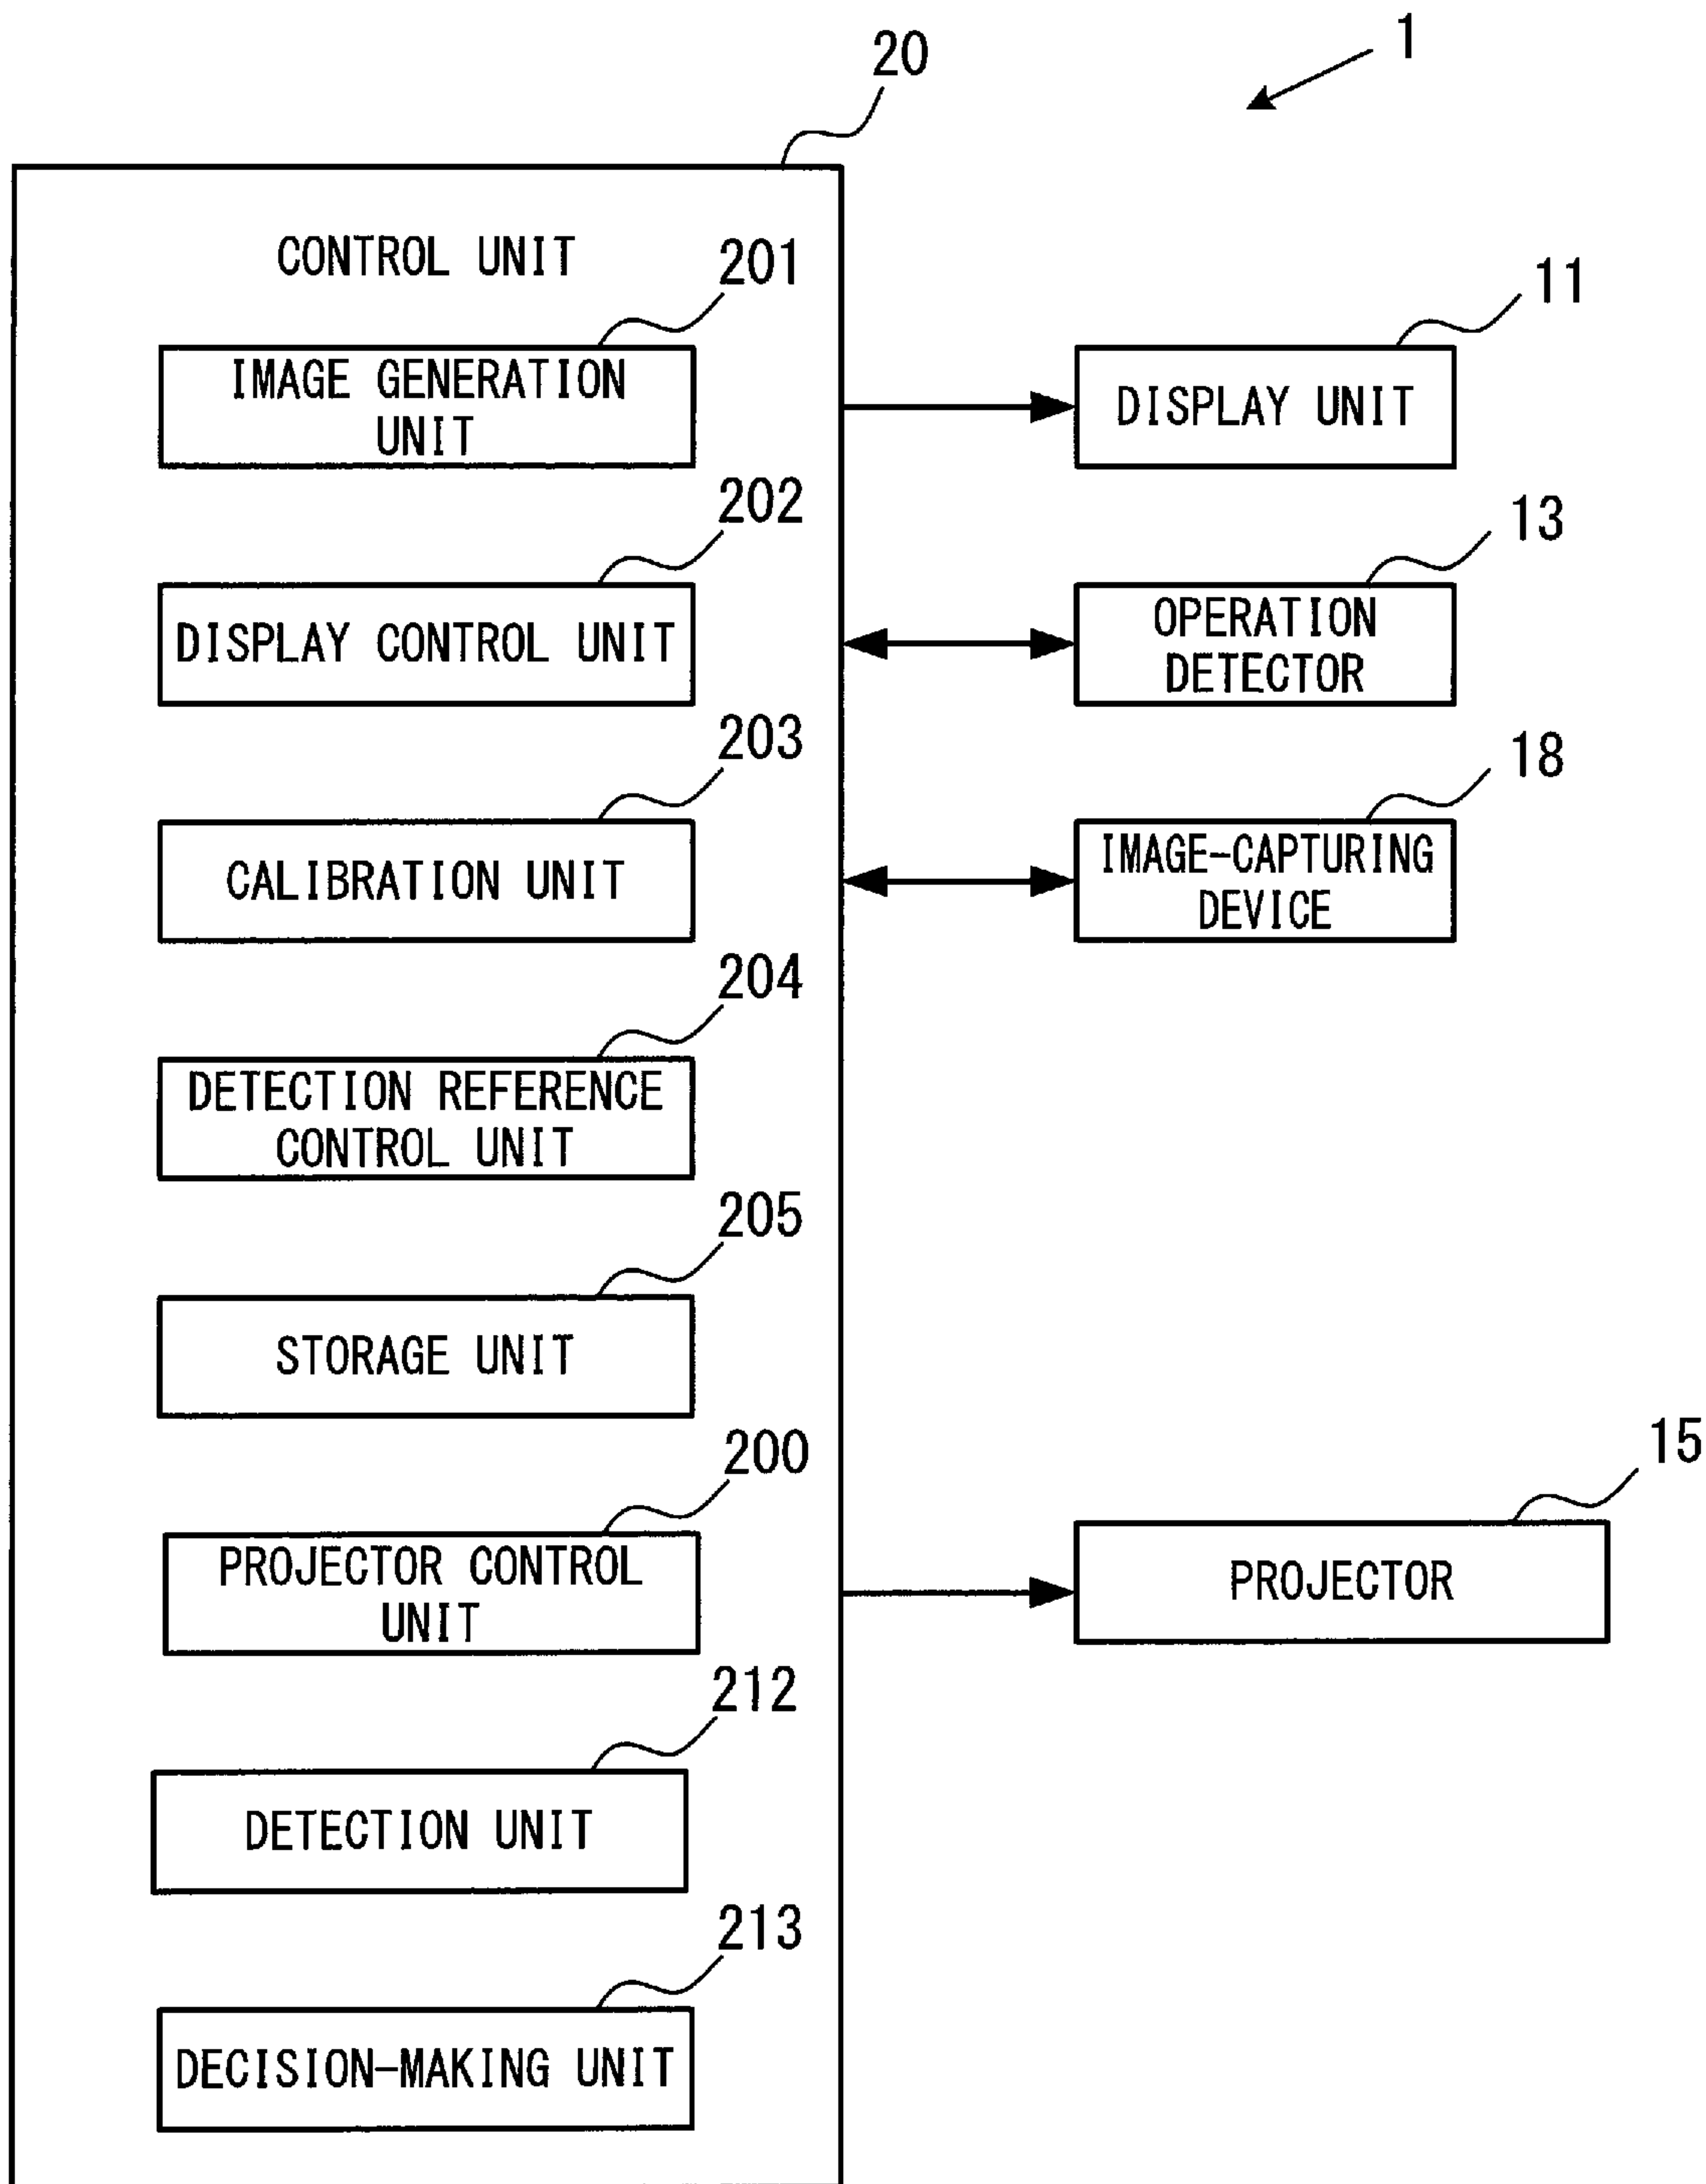 1
20
CONTROL UNIT
201
IMAGE GENERATION
UNIT
11
DISPLAY UNIT
202
DISPLAY CONTROL UNIT
13
OPERATION
DETECTOR
203
CALIBRATION UNIT
18
IMAGE-CAPTURING
DEVICE
204
DETECTION REFERENCE
CONTROL UNIT
205
STORAGE UNIT
200
PROJECTOR CONTROL
UNIT
15
PROJECTOR
212
DETECTION UNIT
213
DECISION-MAKING UNIT